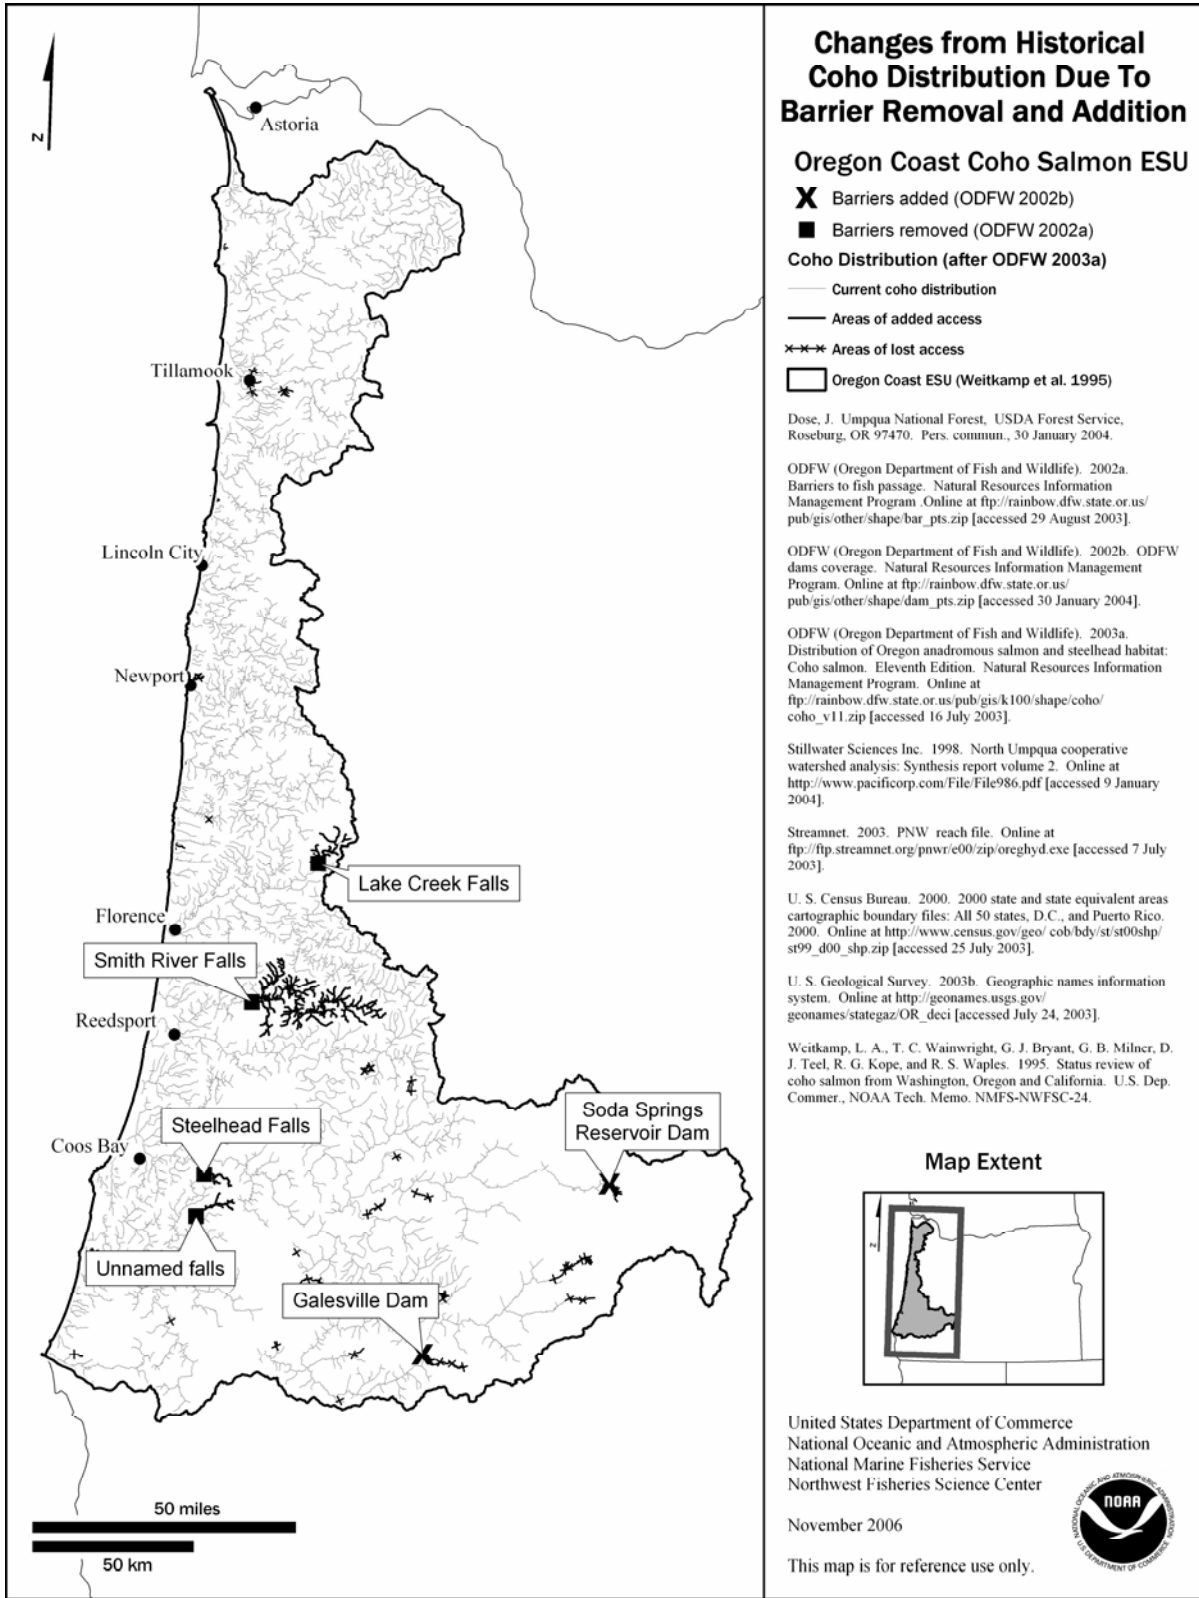 Changes from Historical
Coho Distribution Due To
Barrier Removal and Addition
Oregon Coast Coho Salmon ESU
Barriers added (ODFW 2002b)
Barriers removed (ODFW 2002a)
Coho Distribution (after ODFW 2003a)
Current coho distribution
Areas of added access
Areas of lost access
Oregon Coast ESU (Weitkamp et al. 1995)
Dose, J. Umpqua National Forest, USDA Forest Service,
Roseburg, OR 97470. Pers. commun., 30 January 2004.
ODFW (Oregon Department of Fish and Wildlife). 2002a.
Barriers to fish passage. Natural Resources Information
Management Program .Online at ftp://rainbow.dfw.state.or.us/
pub/gis/other/shape/bar_pts.zip [accessed 29 August 2003].
ODFW (Oregon Department of Fish and Wildlife). 2002b. ODFW
dams coverage. Natural Resources Information Management
Program. Online at ftp://rainbow.dfw.state.or.us/
pub/gis/other/shape/dam_pts.zip [accessed 30 January 2004].
ODFW (Oregon Department of Fish and Wildlife). 2003a.
Distribution of Oregon anadromous salmon and steelhead habitat:
Coho salmon. Eleventh Edition. Natural Resources Information
Management Program. Online at
ftp://rainbow.dfw.state.or.us/pub/gis/k100/shape/coho/
coho_v11.zip [accessed 16 July 2003].
Stillwater Sciences Inc. 1998. North Umpqua cooperative
watershed analysis: Synthesis report volume 2. Online at
http://www.pacificorp.com/File/File986.pdf [accessed 9 January
2004].
Streamnet. 2003. PNW reach file. Online at
ftp://ftp.streamnet.org/pnwr/e00/zip/oreghyd.exe [accessed 7 July
2003].
U. S. Census Bureau. 2000. 2000 state and state equivalent areas
cartographic boundary files: All 50 states, D.C., and Puerto Rico.
2000. Online at http://www.census.gov/geo/ cob/bdy/st/st00shp/
st99_d00_shp.zip [accessed 25 July 2003].
U. S. Geological Survey. 2003b. Geographic names information
system. Online at http://geonames.usgs.gov/
geonames/stategaz/OR_deci [accessed July 24, 2003].
Weitkamp, L. A., T. C. Wainwright, G. J. Bryant, G. B. Milner, D.
J. Teel, R. G. Kope, and R. S. Waples. 1995. Status review of
coho salmon from Washington, Oregon and California. U.S. Dep.
Commer., NOAA Tech. Memo. NMFS-NWFSC-24.
Map Extent
N
United States Department of Commerce
National Oceanic and Atmospheric Administration
National Marine Fisheries Service
Northwest Fisheries Science Center
November 2006
This map is for reference use only.
NATIONAL OCEANIC AND ATMOSPHERIC ADMINISTRATION
NOAA
U.S. DEPARTMENT OF COMMERCE
N
Astoria
Tillamook
Lincoln City
Newport
Lake Creek Falls
Florence
Smith River Falls
Reedsport
Steelhead Falls
Soda Springs
Reservoir Dam
Coos Bay
Unnamed falls
Galesville Dam
50 miles
50 km